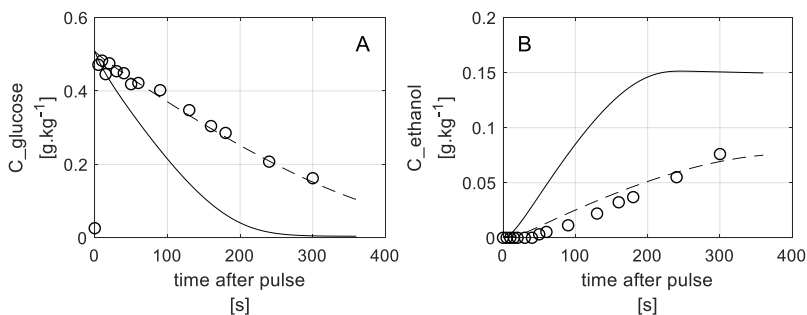 A
0.6
0.4
0.2
0
C_glucose
[g.kg-1]
0 100 200 300 400
time after pulse
[s]
B
0.2
0.15
0.1
0.05
0
C_ethanol
[g.kg-1]
0 100 200 300 400
time after pulse
[s]